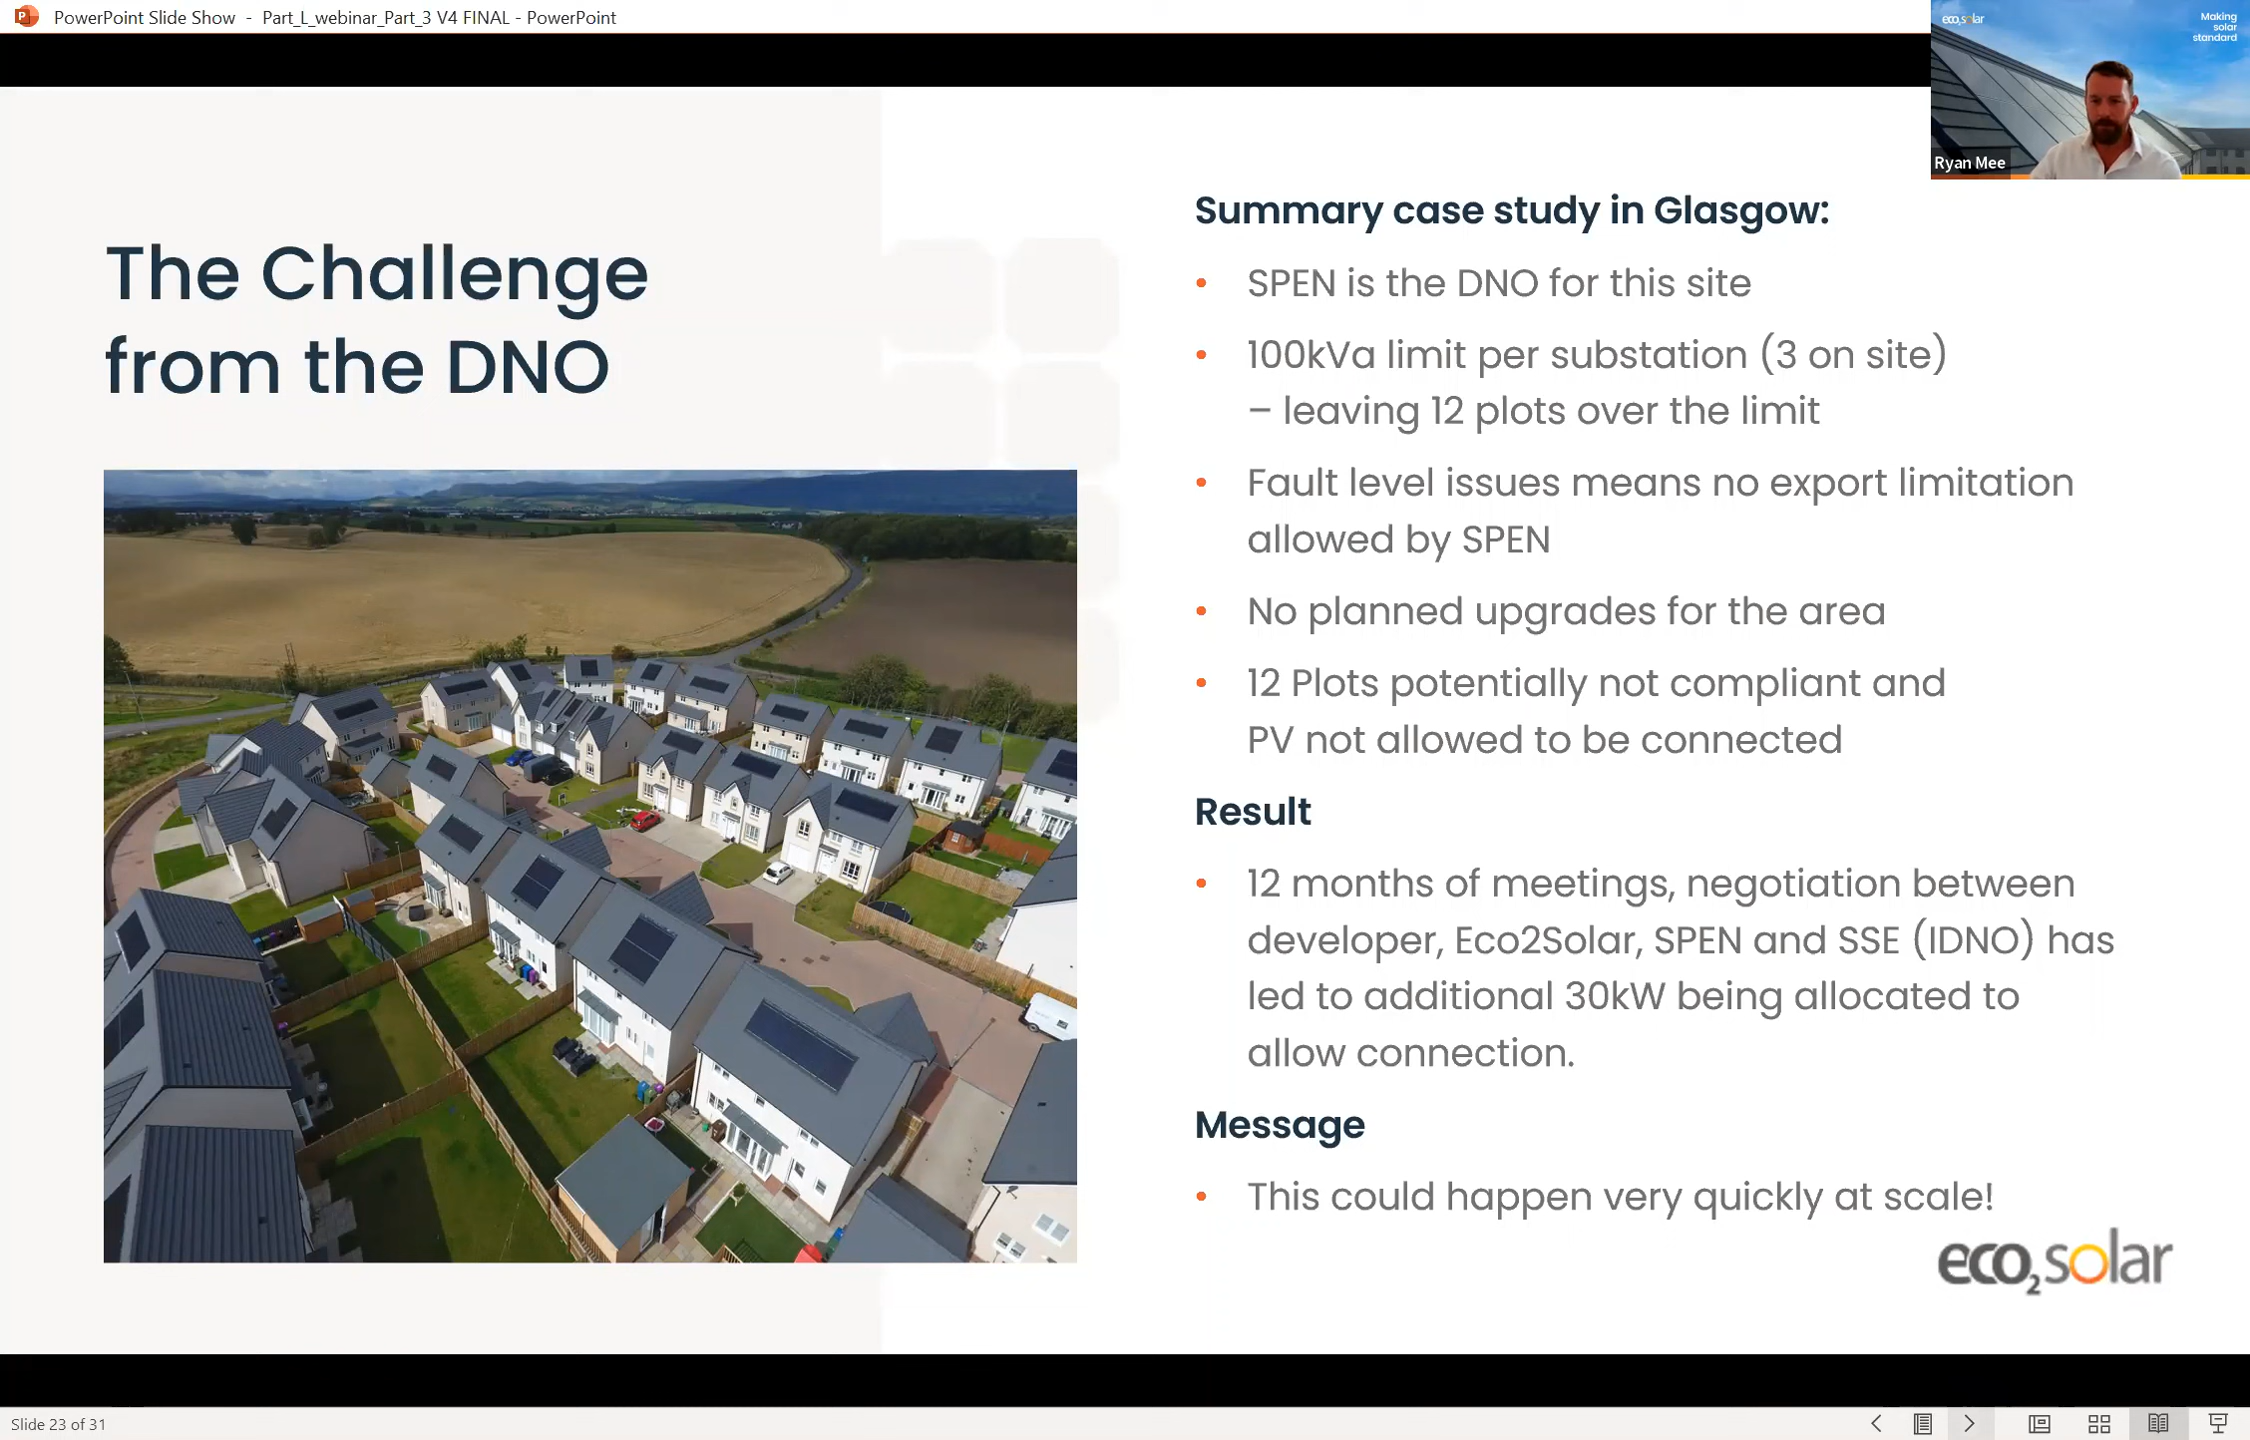 PowerPoint Slide Show - Part_L_webinar_Part_3 V4 FINAL - PowerPoint
eco2solar
Making
solar
standard
Ryan Mee
The Challenge
from the DNO
Summary case study in Glasgow:
• SPEN is the DNO for this site
• 100kVa limit per substation (3 on site)
– leaving 12 plots over the limit
• Fault level issues means no export limitation
allowed by SPEN
• No planned upgrades for the area
• 12 Plots potentially not compliant and
PV not allowed to be connected
Result
• 12 months of meetings, negotiation between
developer, Eco2Solar, SPEN and SSE (IDNO) has
led to additional 30kW being allocated to
allow connection.
Message
• This could happen very quickly at scale!
eco2solar
Slide 23 of 31